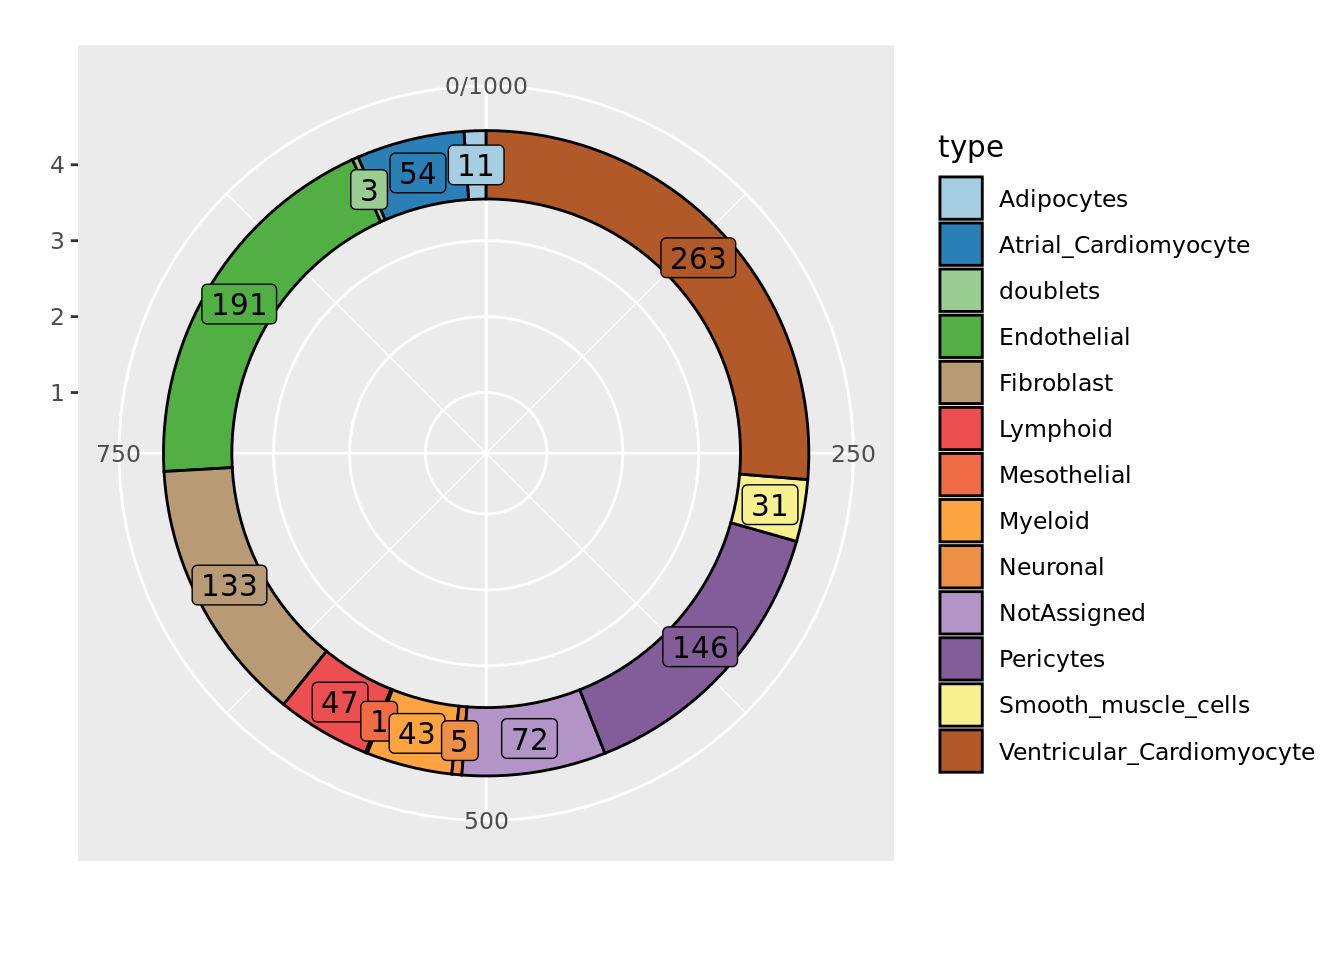 0/1000
4
3
2
1
750
250
500
11
54
3
191
133
47
1
43
5
72
146
31
263
type
Adipocytes
Atrial_Cardiomyocyte
doublets
Endothelial
Fibroblast
Lymphoid
Mesothelial
Myeloid
Neuronal
NotAssigned
Pericytes
Smooth_muscle_cells
Ventricular_Cardiomyocyte